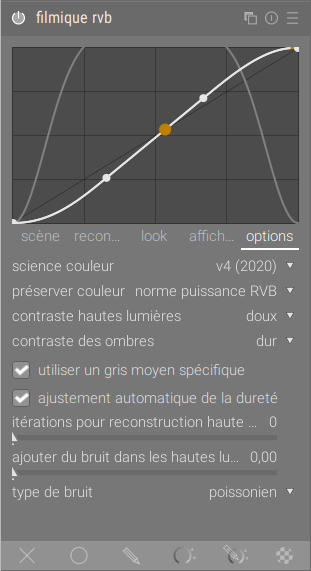 filmique rvb
scène recon... look affich... options
science couleur v4 (2020)
préserver couleur norme puissance RVB
contraste hautes lumières doux
contraste des ombres dur
utiliser un gris moyen spécifique
ajustement automatique de la dureté
itérations pour reconstruction haute ... 0
ajouter du bruit dans les hautes lu... 0,00
type de bruit poissonien